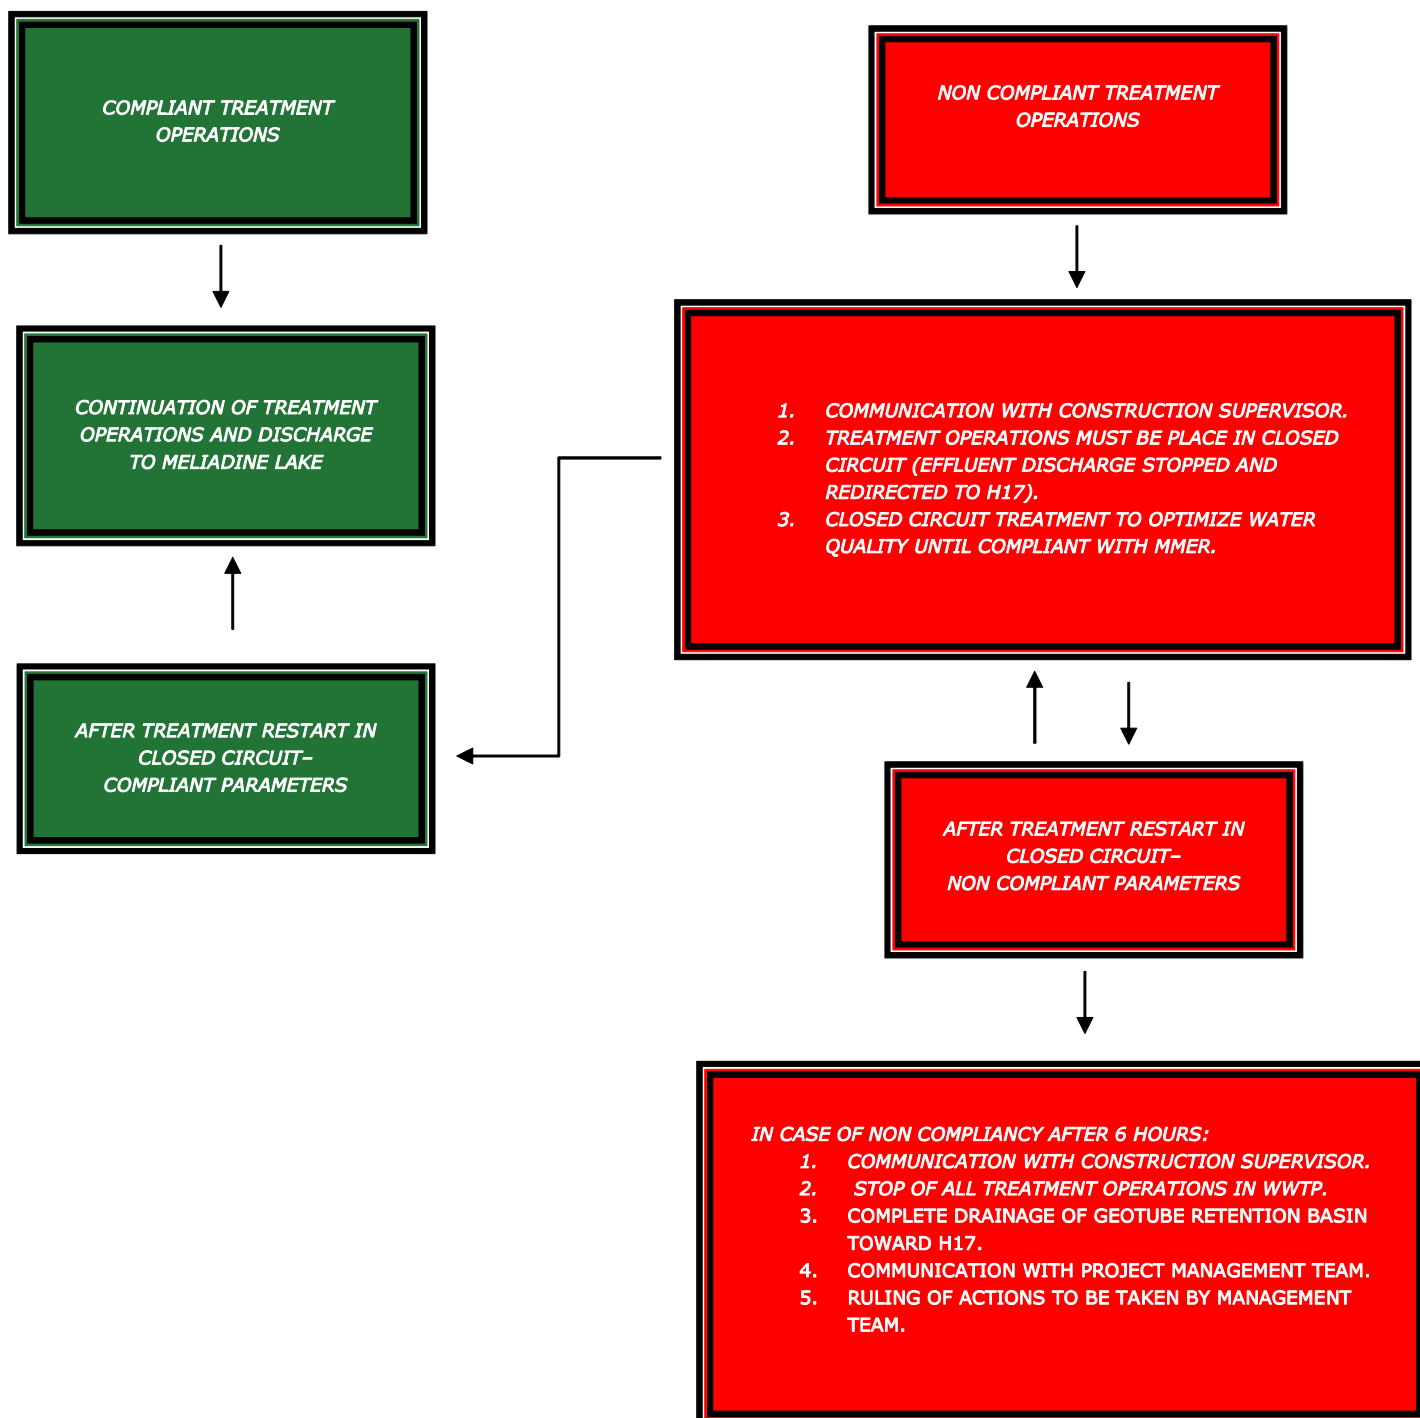 COMPLIANT TREATMENT
OPERATIONS
NON COMPLIANT TREATMENT
OPERATIONS
CONTINUATION OF TREATMENT
OPERATIONS AND DISCHARGE
TO MELIADINE LAKE
1. COMMUNICATION WITH CONSTRUCTION SUPERVISOR.
2. TREATMENT OPERATIONS MUST BE PLACE IN CLOSED
CIRCUIT (EFFLUENT DISCHARGE STOPPED AND
REDIRECTED TO H17).
3. CLOSED CIRCUIT TREATMENT TO OPTIMIZE WATER
QUALITY UNTIL COMPLIANT WITH MMER.
AFTER TREATMENT RESTART IN
CLOSED CIRCUIT–
COMPLIANT PARAMETERS
AFTER TREATMENT RESTART IN
CLOSED CIRCUIT–
NON COMPLIANT PARAMETERS
IN CASE OF NON COMPLIANCY AFTER 6 HOURS:
1. COMMUNICATION WITH CONSTRUCTION SUPERVISOR.
2. STOP OF ALL TREATMENT OPERATIONS IN WWTP.
3. COMPLETE DRAINAGE OF GEOTUBE RETENTION BASIN
TOWARD H17.
4. COMMUNICATION WITH PROJECT MANAGEMENT TEAM.
5. RULING OF ACTIONS TO BE TAKEN BY MANAGEMENT
TEAM.